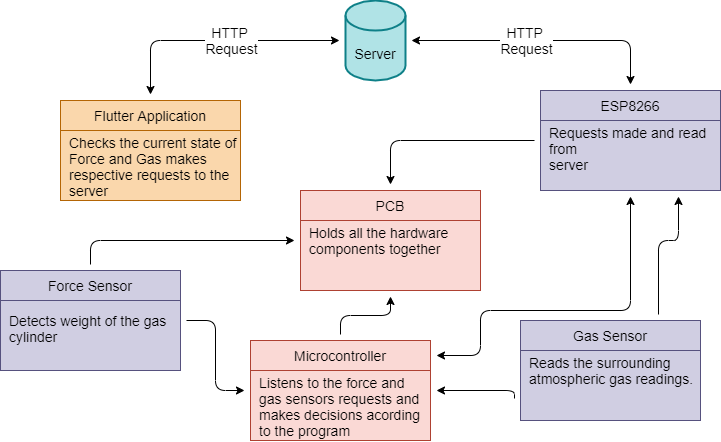 HTTP
Request
Server
HTTP
Request
Flutter Application
Checks the current state of
Force and Gas makes
respective requests to the
server
ESP8266
Requests made and read
from
server
PCB
Holds all the hardware
components together
Force Sensor
Detects weight of the gas
cylinder
Microcontroller
Listens to the force and
gas sensors requests and
makes decisions acording
to the program
Gas Sensor
Reads the surrounding
atmospheric gas readings.